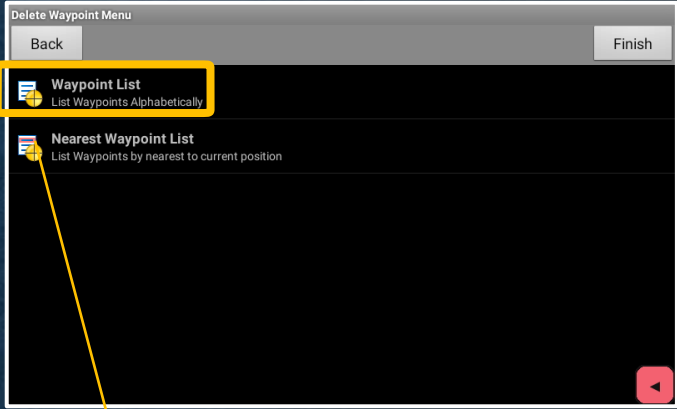 Delete Waypoint Menu
Back
Finish
Waypoint List
List Waypoints Alphabetically
Nearest Waypoint List
List Waypoints by nearest to current position